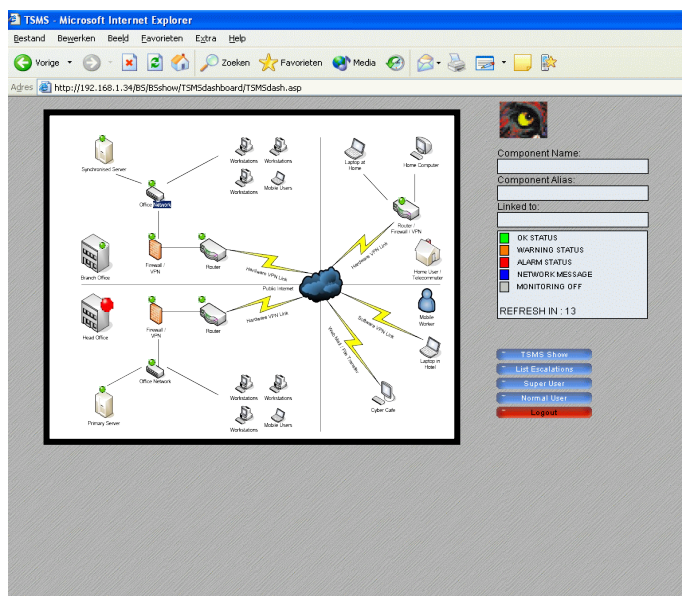 TSMS - Microsoft Internet Explorer
Bestand Bewerken Beeld Favorieten Extra Help
Vorige Zoeken Favorieten Media
Adres http://192.168.1.34/BS/BSshow/TSMSdashboard/TSMSdash.asp
Synchronised Server
Workstations
Workstations
Workstations
Mobile Users
Office Network
Branch Office
Firewall / VPN
Router
Hardware VPN Link
Public Internet
Laptop at Home
Home Computer
Router / Firewall / VPN
Hardware VPN Link
Home User / Telecommuter
Head Office
Firewall / VPN
Router
Hardware VPN Link
Software VPN Link
Mobile Worker
Laptop in Hotel
Web Mail / File Transfer
Cyber Cafe
Office Network
Primary Server
Workstations
Workstations
Workstations
Mobile Users
Component Name:
Component Alias:
Linked to:
OK STATUS
WARNING STATUS
ALARM STATUS
NETWORK MESSAGE
MONITORING OFF
REFRESH IN : 13
TSMS Show
List Escalations
Super User
Normal User
Logout